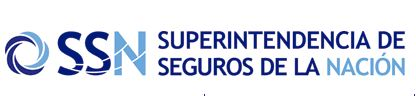 SSN SUPERINTENDENCIA DE
SEGUROS DE LA NACIÓN